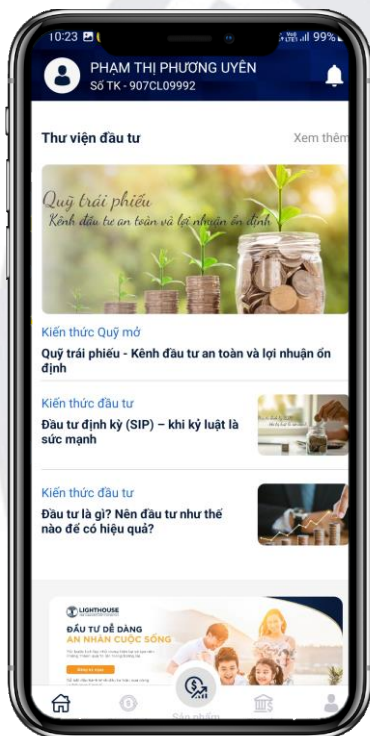 10:23
99%
PHẠM THỊ PHƯƠNG UYÊN
Số TK - 907CL09992
Thư viện đầu tư
Xem thêm
Quỹ trái phiếu
Kênh đầu tư an toàn và lợi nhuận ổn định
Kiến thức Quỹ mở
Quỹ trái phiếu - Kênh đầu tư an toàn và lợi nhuận ổn
định
Kiến thức đầu tư
Đầu tư định kỳ (SIP) – khi kỷ luật là
sức mạnh
Kiến thức đầu tư
Đầu tư là gì? Nên đầu tư như thế
nào để có hiệu quả?
LIGHTHOUSE
ĐẦU TƯ DỄ DÀNG
AN NHÀN CUỘC SỐNG
Sản phẩm